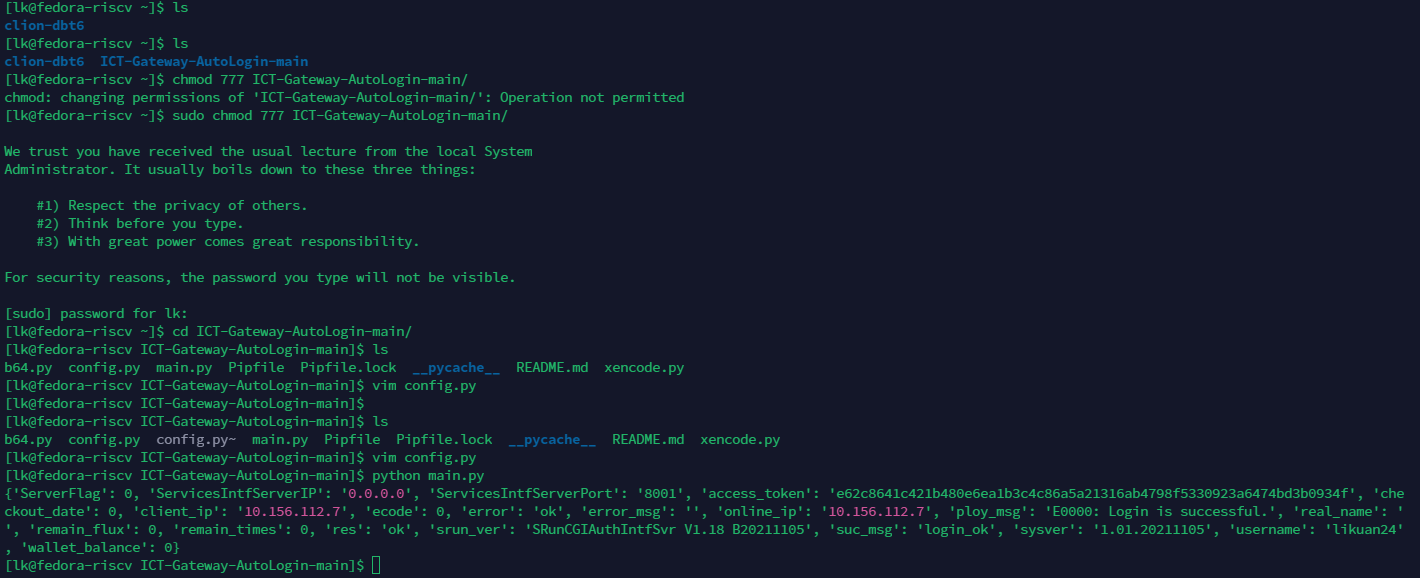 [lk@fedora-riscv ~]$ ls
clion-dbt6
[lk@fedora-riscv ~]$ ls
clion-dbt6  ICT-Gateway-AutoLogin-main
[lk@fedora-riscv ~]$ chmod 777 ICT-Gateway-AutoLogin-main/
chmod: changing permissions of 'ICT-Gateway-AutoLogin-main/': Operation not permitted
[lk@fedora-riscv ~]$ sudo chmod 777 ICT-Gateway-AutoLogin-main/
We trust you have received the usual lecture from the local System
Administrator. It usually boils down to these three things:
#1) Respect the privacy of others.
#2) Think before you type.
#3) With great power comes great responsibility.
For security reasons, the password you type will not be visible.
[sudo] password for lk:
[lk@fedora-riscv ~]$ cd ICT-Gateway-AutoLogin-main/
[lk@fedora-riscv ICT-Gateway-AutoLogin-main]$ ls
b64.py  config.py  main.py  Pipfile  Pipfile.lock  __pycache__  README.md  xencode.py
[lk@fedora-riscv ICT-Gateway-AutoLogin-main]$ vim config.py
[lk@fedora-riscv ICT-Gateway-AutoLogin-main]$
[lk@fedora-riscv ICT-Gateway-AutoLogin-main]$ ls
b64.py  config.py  config.py~  main.py  Pipfile  Pipfile.lock  __pycache__  README.md  xencode.py
[lk@fedora-riscv ICT-Gateway-AutoLogin-main]$ vim config.py
[lk@fedora-riscv ICT-Gateway-AutoLogin-main]$ python main.py
{'ServerFlag': 0, 'ServicesIntfServerIP': '0.0.0.0', 'ServicesIntfServerPort': '8001', 'access_token': 'e62c8641c421b480e6ea1b3c4c86a5a21316ab4798f5330923a6474bd3b0934f', 'che
ckout_date': 0, 'client_ip': '10.156.112.7', 'ecode': 0, 'error': 'ok', 'error_msg': '', 'online_ip': '10.156.112.7', 'ploy_msg': 'E0000: Login is successful.', 'real_name': '
', 'remain_flux': 0, 'remain_times': 0, 'res': 'ok', 'srun_ver': 'SRunCGIAuthIntfSvr V1.18 B20211105', 'suc_msg': 'login_ok', 'sysver': '1.01.20211105', 'username': 'likuan24'
, 'wallet_balance': 0}
[lk@fedora-riscv ICT-Gateway-AutoLogin-main]$